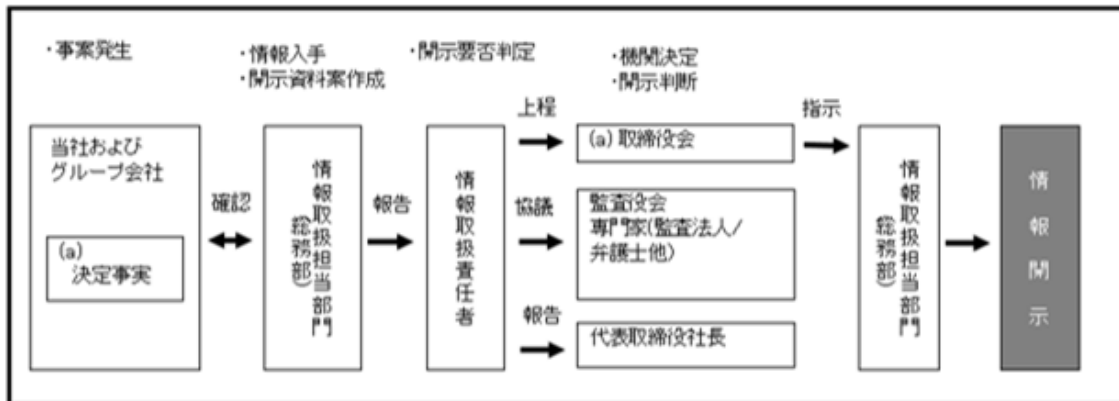 ・事案発生
・情報入手
・開示資料案作成
・開示要否判定
・機関決定
・開示判断
当社および
グループ会社
(a)
決定事実
確認
情報取扱担当部門
(総務部)
報告
情報取扱責任者
上程
(a) 取締役会
協議
監査役会
専門家(監査法人/
弁護士他)
報告
代表取締役社長
指示
情報取扱担当部門
(総務部)
情報開示